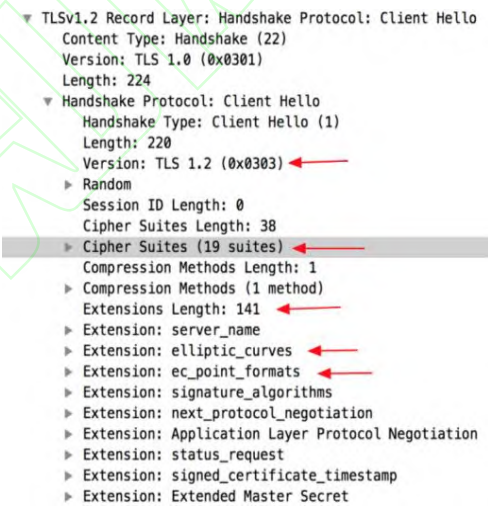 TLSv1.2 Record Layer: Handshake Protocol: Client Hello
Content Type: Handshake (22)
Version: TLS 1.0 (0x0301)
Length: 224
Handshake Protocol: Client Hello
Handshake Type: Client Hello (1)
Length: 220
Version: TLS 1.2 (0x0303)
Random
Session ID Length: 0
Cipher Suites Length: 38
Cipher Suites (19 suites)
Compression Methods Length: 1
Compression Methods (1 method)
Extensions Length: 141
Extension: server_name
Extension: elliptic_curves
Extension: ec_point_formats
Extension: signature_algorithms
Extension: next_protocol_negotiation
Extension: Application Layer Protocol Negotiation
Extension: status_request
Extension: signed_certificate_timestamp
Extension: Extended Master Secret